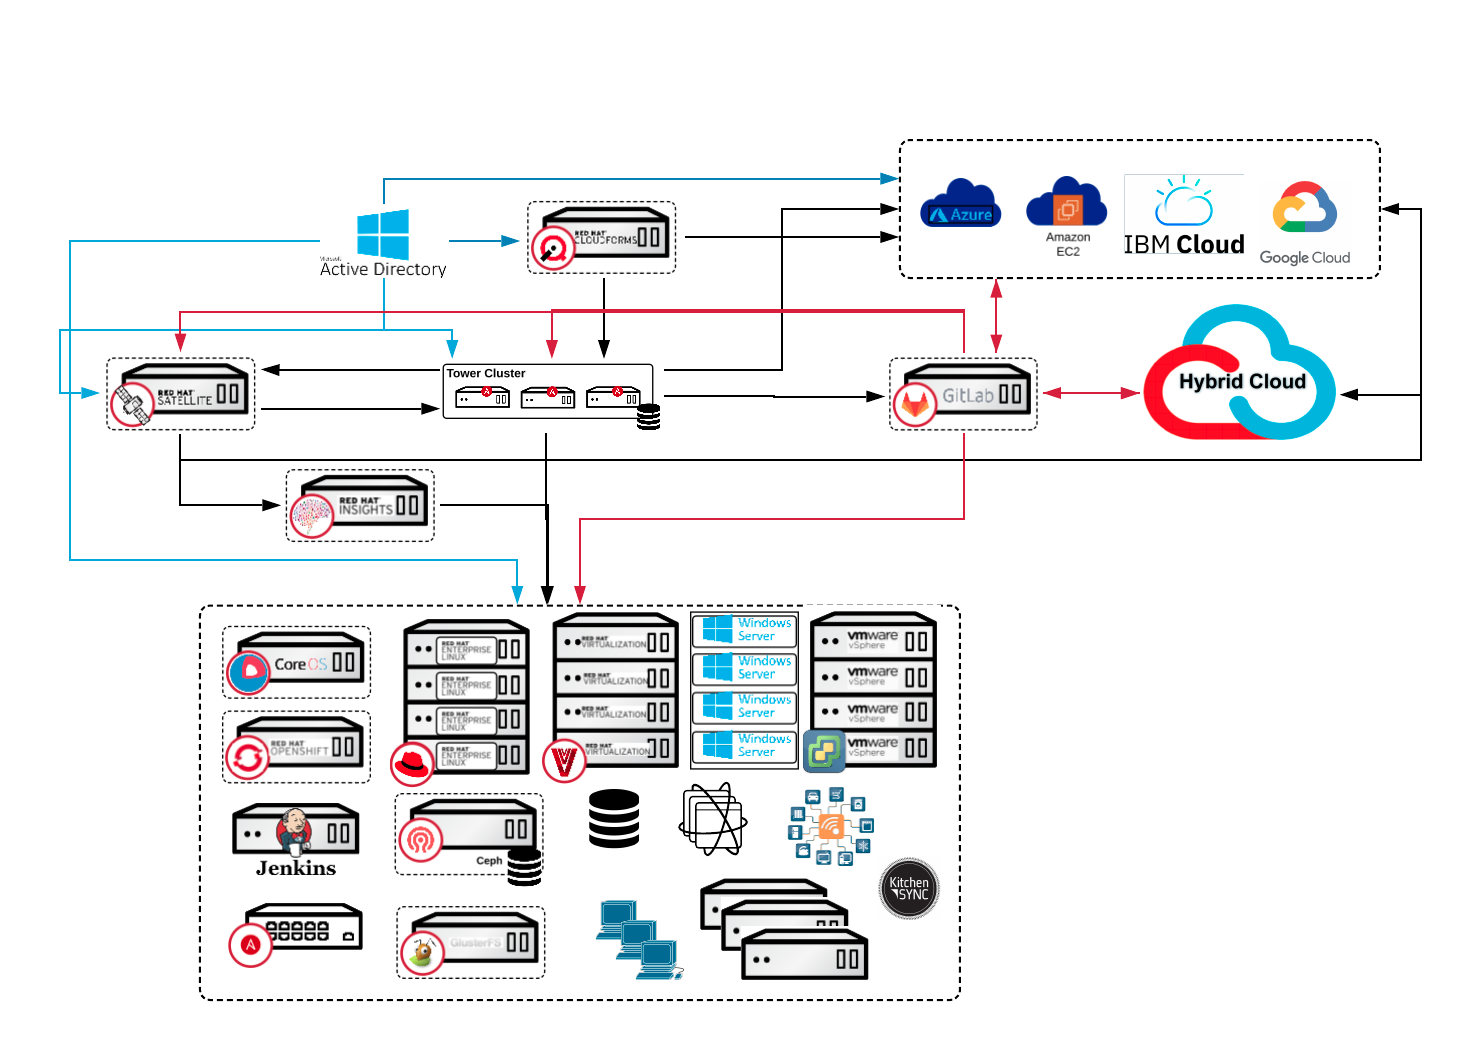 Azure
Amazon
EC2
IBM Cloud
Google Cloud
Microsoft
Active Directory
RED HAT
CLOUDFORMS
Hybrid Cloud
RED HAT
SATELLITE
Tower Cluster
A
A
A
GitLab
RED HAT
INSIGHTS
CoreOS
RED HAT
ENTERPRISE
LINUX
RED HAT
ENTERPRISE
LINUX
RED HAT
ENTERPRISE
LINUX
RED HAT
ENTERPRISE
LINUX
RED HAT
VIRTUALIZATION
RED HAT
VIRTUALIZATION
RED HAT
VIRTUALIZATION
RED HAT
VIRTUALIZATION
Windows
Server
Windows
Server
Windows
Server
Windows
Server
vmware
vSphere
vmware
vSphere
vmware
vSphere
vmware
vSphere
RED HAT
OPENSHIFT
Jenkins
Ceph
Kitchen
SYNC
A
GlusterFS